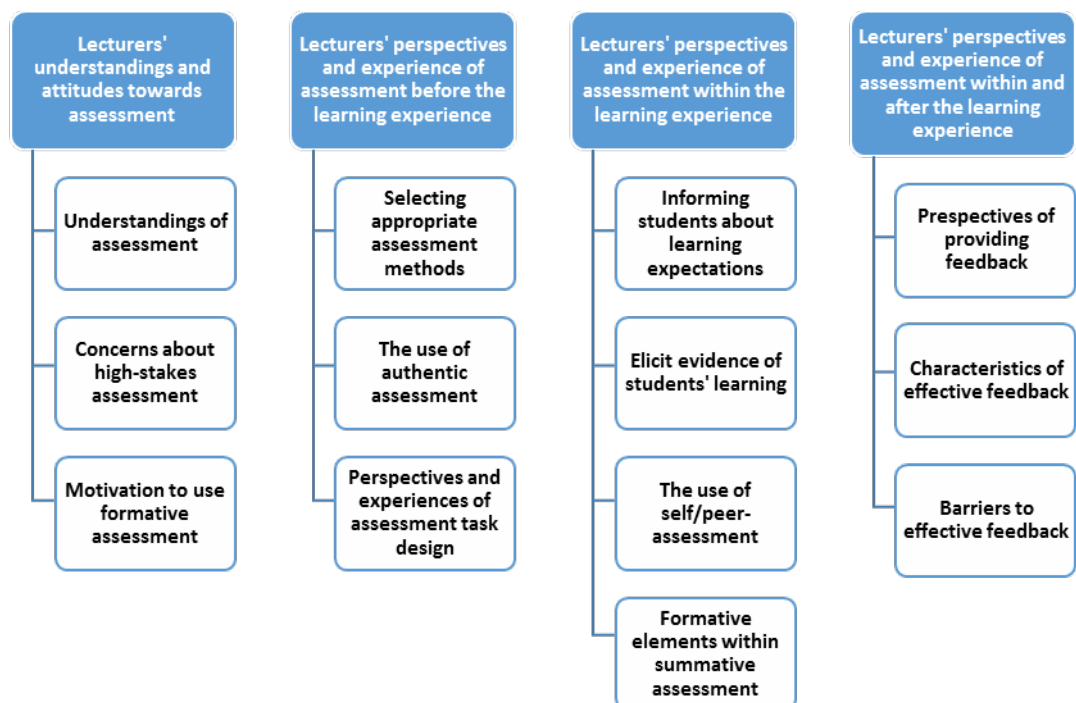 Lecturers'
understandings and
attitudes towards
assessment
Understandings of
assessment
Concerns about
high-stakes
assessment
Motivation to use
formative
assessment
Lecturers' perspectives
and experience of
assessment before the
learning experience
Selecting
appropriate
assessment
methods
The use of
authentic
assessment
Perspectives and
experiences of
assessment task
design
Lecturers' perspectives
and experience of
assessment within the
learning experience
Informing
students about
learning
expectations
Elicit evidence of
students' learning
The use of
self/peer-
assessment
Formative
elements within
summative
assessment
Lecturers' perspectives
and experience of
assessment within and
after the learning
experience
Prespectives of
providing
feedback
Characteristics of
effective feedback
Barriers to
effective feedback